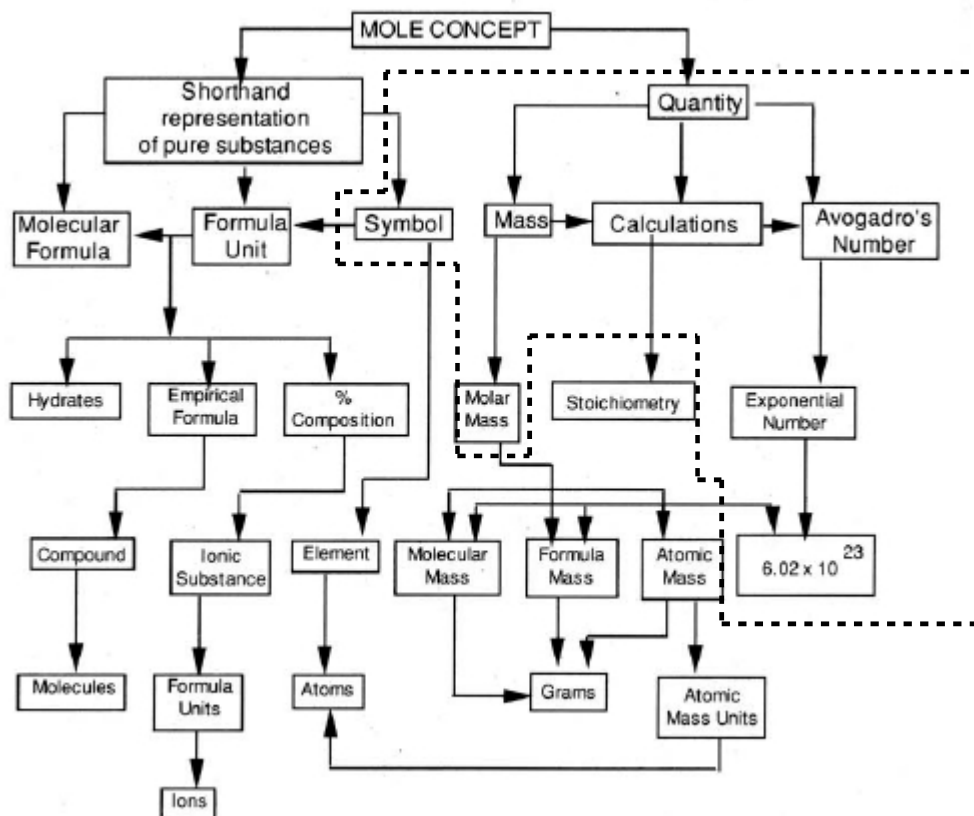 MOLE CONCEPT
Shorthand
representation
of pure substances
Quantity
Molecular
Formula
Formula
Unit
Symbol
Mass
Calculations
Avogadro's
Number
Hydrates
Empirical
Formula
%
Composition
Molar
Mass
Stoichiometry
Exponential
Number
Compound
Ionic
Substance
Element
Molecular
Mass
Formula
Mass
Atomic
Mass
6.02 x 10 23
Molecules
Formula
Units
Atoms
Grams
Atomic
Mass Units
Ions